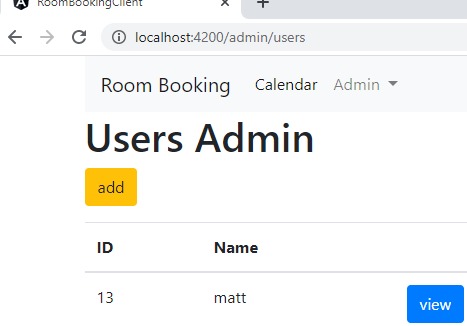 RoomBookingClient
localhost:4200/admin/users
Room Booking Calendar Admin
Users Admin
add
ID Name
13 matt view